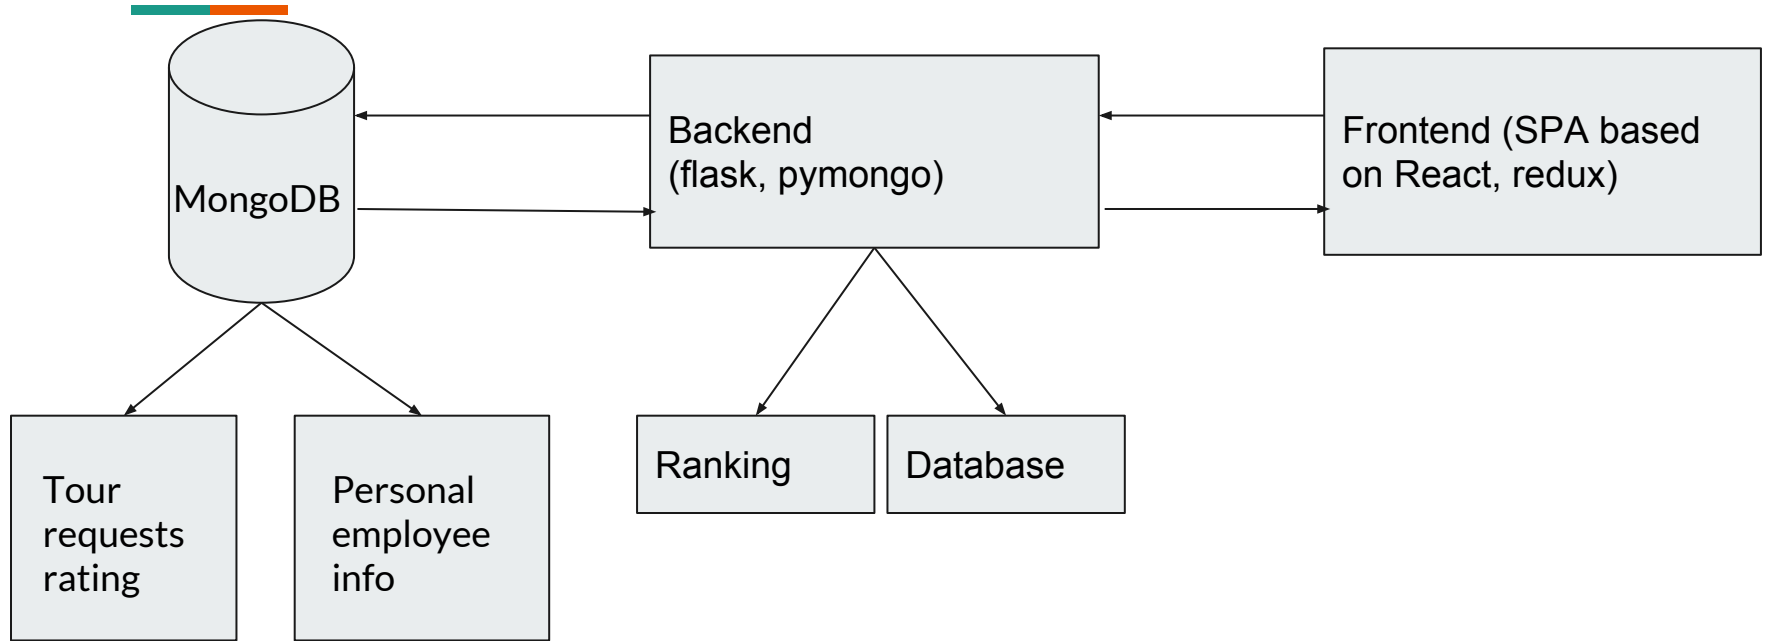 MongoDB
Backend
(flask, pymongo)
Frontend (SPA based
on React, redux)
Tour
requests
rating
Personal
employee
info
Ranking
Database